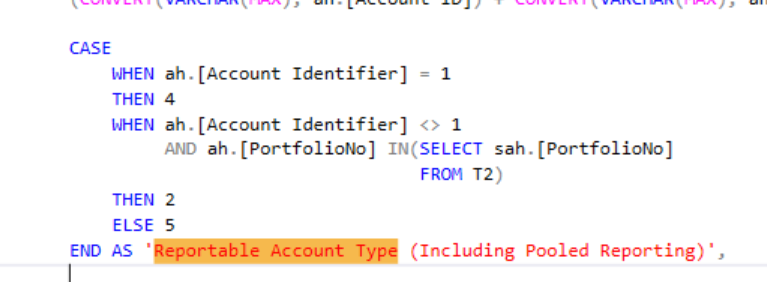 (CONVERT(VARCHAR(MAX), ah.[Account ID]) + CONVERT(VARCHAR(MAX), ah
CASE
WHEN ah.[Account Identifier] = 1
THEN 4
WHEN ah.[Account Identifier] <> 1
AND ah.[PortfolioNo] IN(SELECT sah.[PortfolioNo]
FROM T2)
THEN 2
ELSE 5
END AS 'Reportable Account Type (Including Pooled Reporting)',